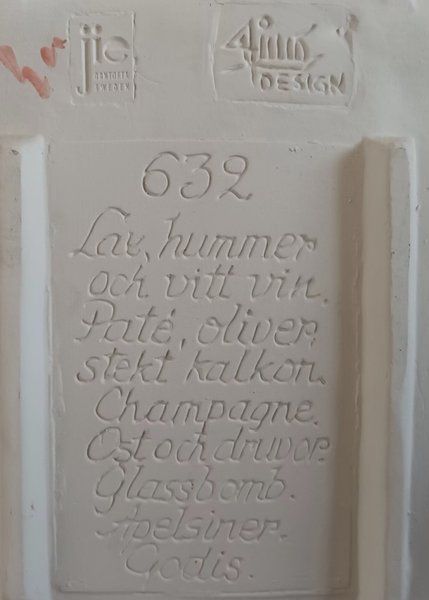 jie
GANTOFTA
SWEDEN
DESIGN
632
Lax, hummer
och vitt vin.
Paté, oliver,
stekt kalkon.
Champagne.
Ost och druvor.
Glassbomb.
Apelsiner.
Godis.